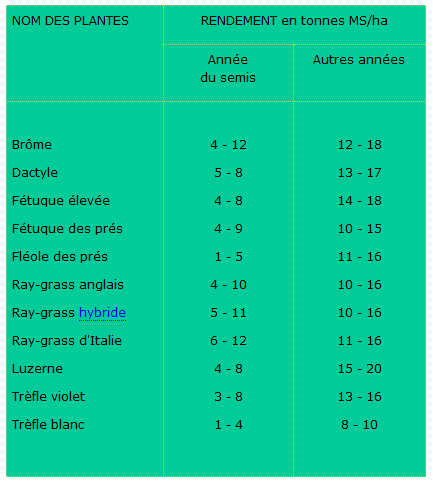 NOM DES PLANTES RENDEMENT en tonnes MS/ha
Année du semis Autres années
Brôme 4 - 12 12 - 18
Dactyle 5 - 8 13 - 17
Fétuque élevée 4 - 8 14 - 18
Fétuque des prés 4 - 9 10 - 15
Fléole des prés 1 - 5 11 - 16
Ray-grass anglais 4 - 10 10 - 16
Ray-grass hybride 5 - 11 10 - 16
Ray-grass d'Italie 6 - 12 11 - 16
Luzerne 4 - 8 15 - 20
Trèfle violet 3 - 8 13 - 16
Trèfle blanc 1 - 4 8 - 10